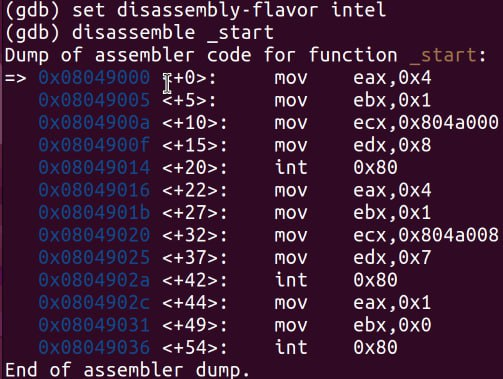 (gdb) set disassembly-flavor intel
(gdb) disassemble _start
Dump of assembler code for function _start:
=> 0x08049000 <+0>:     mov    eax,0x4
   0x08049005 <+5>:     mov    ebx,0x1
   0x0804900a <+10>:    mov    ecx,0x804a000
   0x0804900f <+15>:    mov    edx,0x8
   0x08049014 <+20>:    int    0x80
   0x08049016 <+22>:    mov    eax,0x4
   0x0804901b <+27>:    mov    ebx,0x1
   0x08049020 <+32>:    mov    ecx,0x804a008
   0x08049025 <+37>:    mov    edx,0x7
   0x0804902a <+42>:    int    0x80
   0x0804902c <+44>:    mov    eax,0x1
   0x08049031 <+49>:    mov    ebx,0x0
   0x08049036 <+54>:    int    0x80
End of assembler dump.